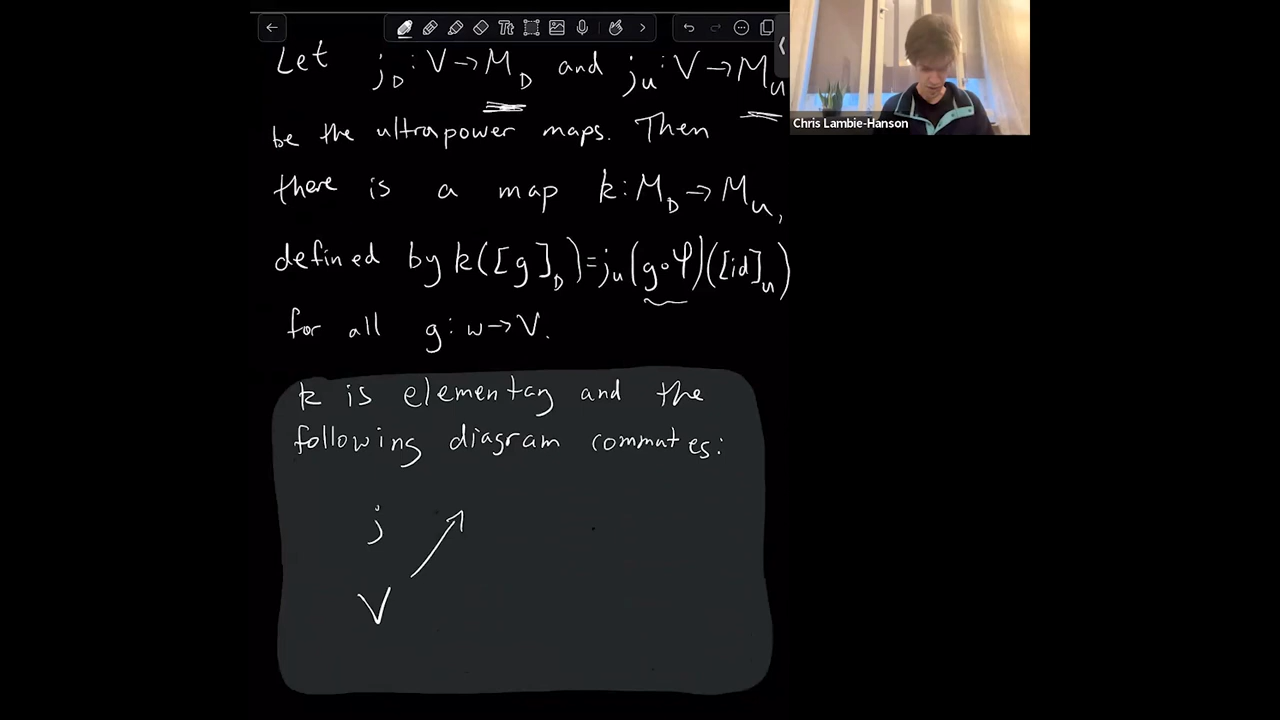 Let j_D : V → M_D and j_U : V → M_U
be the ultrapower maps. Then
there is a map k : M_D → M_U,
defined by k([g]_D) = j_U(g∘φ)([id]_U)
for all g : ω → V.
k is elementary and the
following diagram commutes:
j
V
Chris Lambie-Hanson
Tt